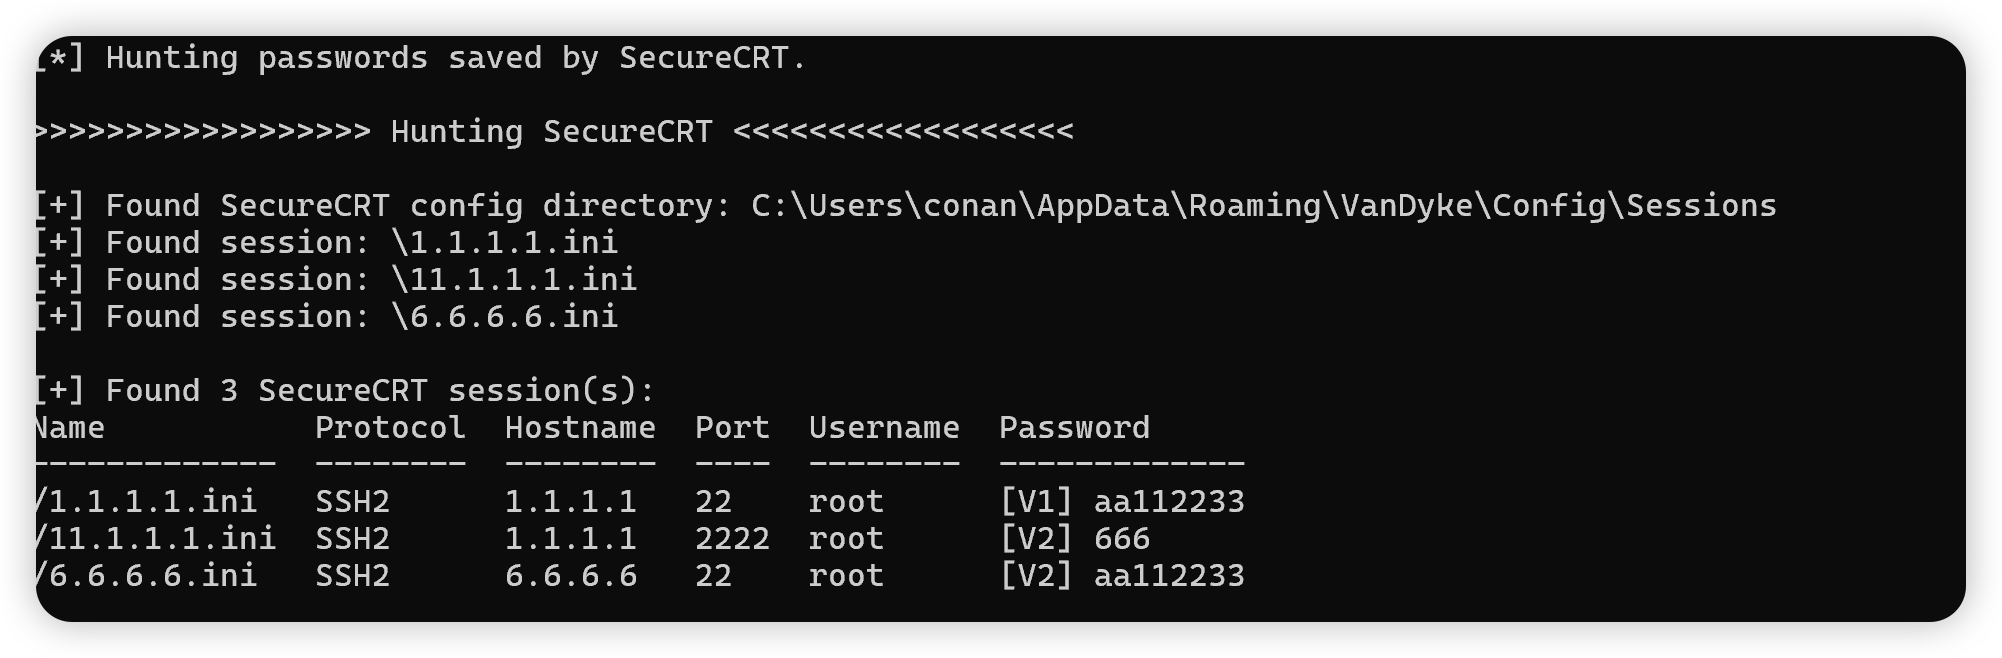 [*] Hunting passwords saved by SecureCRT.
>>>>>>>>>>>>>>>>>> Hunting SecureCRT <<<<<<<<<<<<<<<<<<
[+] Found SecureCRT config directory: C:\Users\conan\AppData\Roaming\VanDyke\Config\Sessions
[+] Found session: \1.1.1.1.ini
[+] Found session: \11.1.1.1.ini
[+] Found session: \6.6.6.6.ini
[+] Found 3 SecureCRT session(s):
Name           Protocol  Hostname  Port  Username  Password
-------------  --------  --------  ----  --------  -------------
/1.1.1.1.ini   SSH2      1.1.1.1   22    root      [V1] aa112233
/11.1.1.1.ini  SSH2      1.1.1.1   2222  root      [V2] 666
/6.6.6.6.ini   SSH2      6.6.6.6   22    root      [V2] aa112233